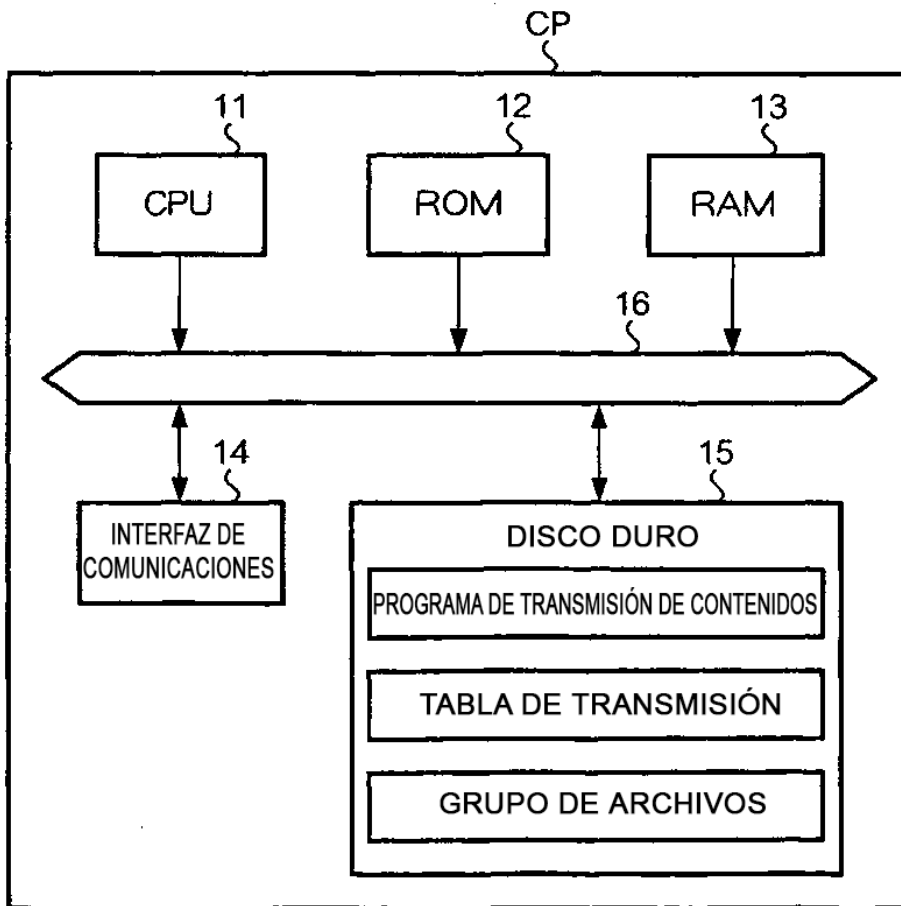 CP
11
12
13
CPU
ROM
RAM
16
14
15
INTERFAZ DE
COMUNICACIONES
DISCO DURO
PROGRAMA DE TRANSMISIÓN DE CONTENIDOS
TABLA DE TRANSMISIÓN
GRUPO DE ARCHIVOS